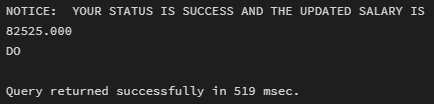 NOTICE:  YOUR STATUS IS SUCCESS AND THE UPDATED SALARY IS
82525.000
DO
Query returned successfully in 519 msec.